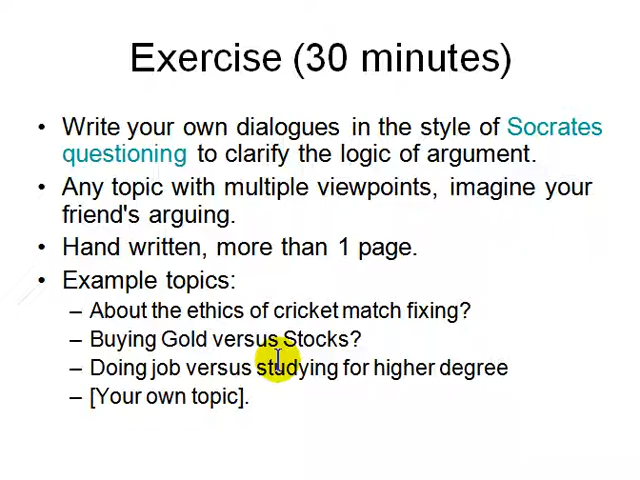 Exercise (30 minutes)
• Write your own dialogues in the style of Socrates
questioning to clarify the logic of argument.
• Any topic with multiple viewpoints, imagine your
friend's arguing.
• Hand written, more than 1 page.
• Example topics:
– About the ethics of cricket match fixing?
– Buying Gold versus Stocks?
– Doing job versus studying for higher degree
– [Your own topic].